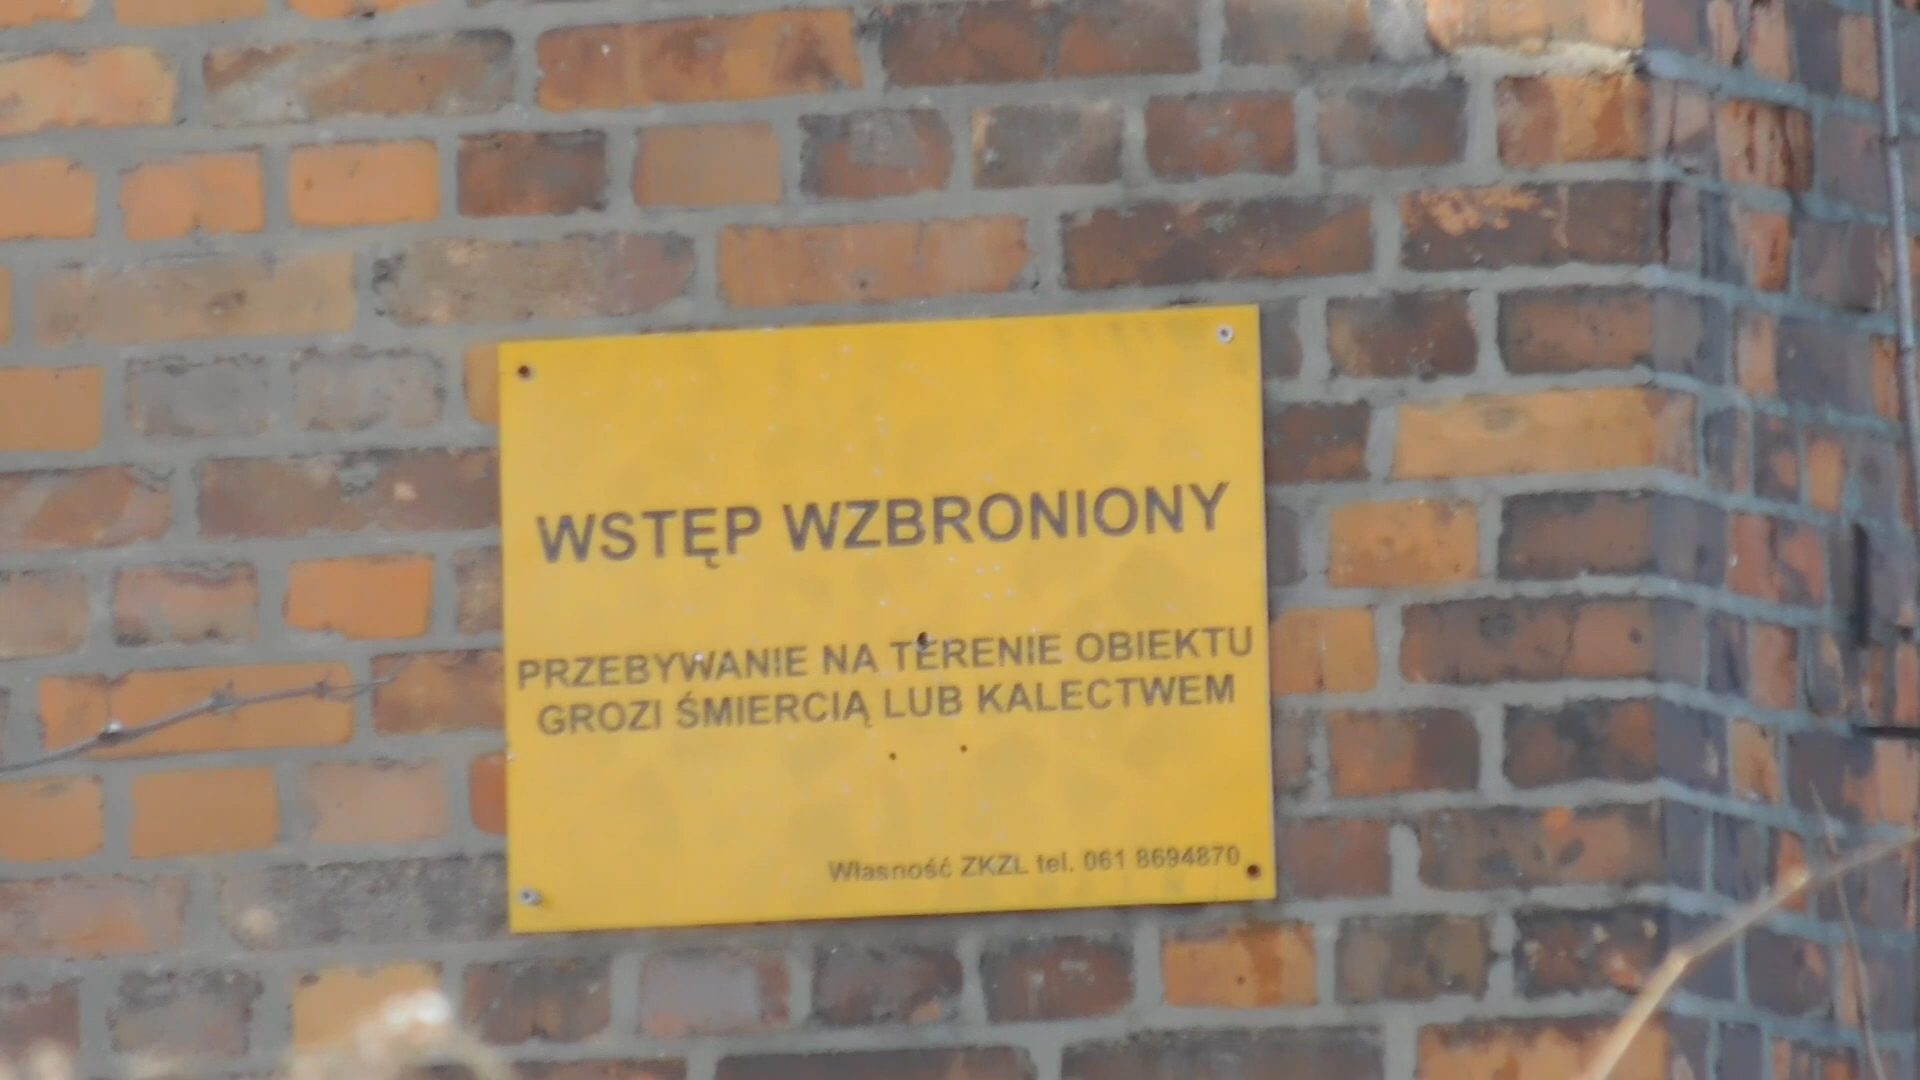 WSTĘP WZBRONIONY
PRZEBYWANIE NA TERENIE OBIEKTU
GROZI ŚMIERCIĄ LUB KALECTWEM
Własność ZKZL tel. 061 8694870